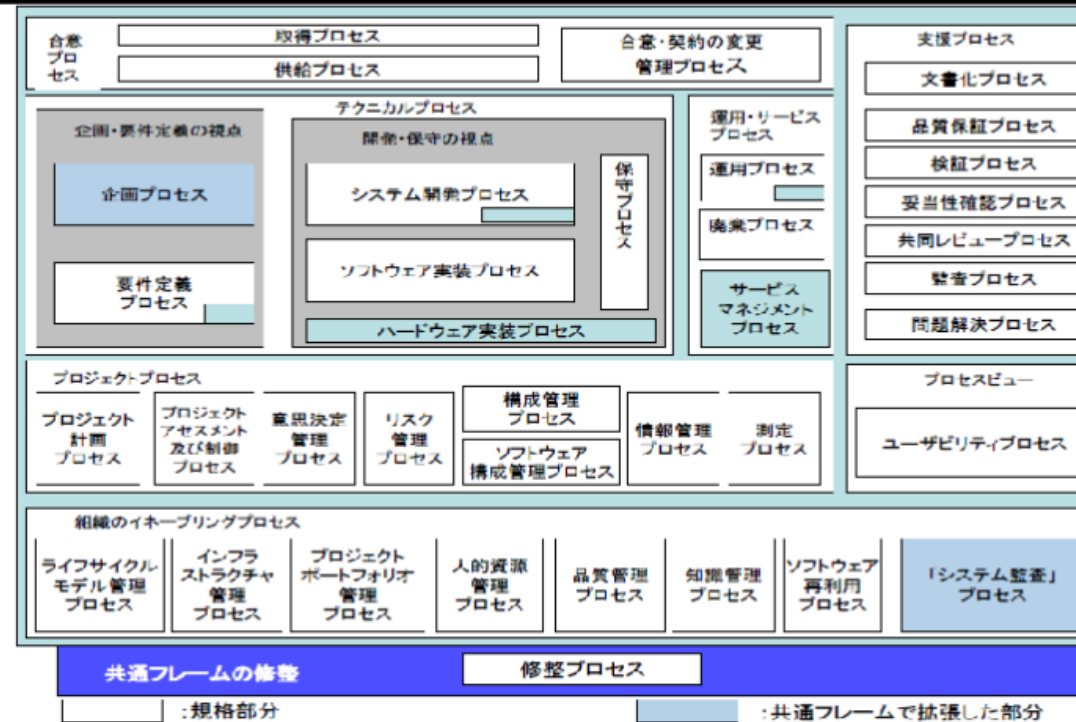 合意
プロ
セス
取得プロセス
供給プロセス
合意・契約の変更
管理プロセス
テクニカルプロセス
企画・要件定義の視点
企画プロセス
要件定義
プロセス
開発・保守の視点
システム開発プロセス
ソフトウェア実装プロセス
保守プロセス
ハードウェア実装プロセス
運用・サービス
プロセス
運用プロセス
廃棄プロセス
サービス
マネジメント
プロセス
支援プロセス
文書化プロセス
品質保証プロセス
検証プロセス
妥当性確認プロセス
共同レビュープロセス
監査プロセス
問題解決プロセス
プロジェクトプロセス
プロジェクト
計画
プロセス
プロジェクト
アセスメント
及び制御
プロセス
意思決定
管理
プロセス
リスク
管理
プロセス
構成管理
プロセス
ソフトウェア
構成管理プロセス
情報管理
プロセス
測定
プロセス
プロセスビュー
ユーザビリティプロセス
組織のイネーブリングプロセス
ライフサイクル
モデル管理
プロセス
インフラ
ストラクチャ
管理
プロセス
プロジェクト
ポートフォリオ
管理
プロセス
人的資源
管理
プロセス
品質管理
プロセス
知識管理
プロセス
ソフトウェア
再利用
プロセス
「システム監査」
プロセス
共通フレームの修整
修整プロセス
:規格部分
:共通フレームで拡張した部分